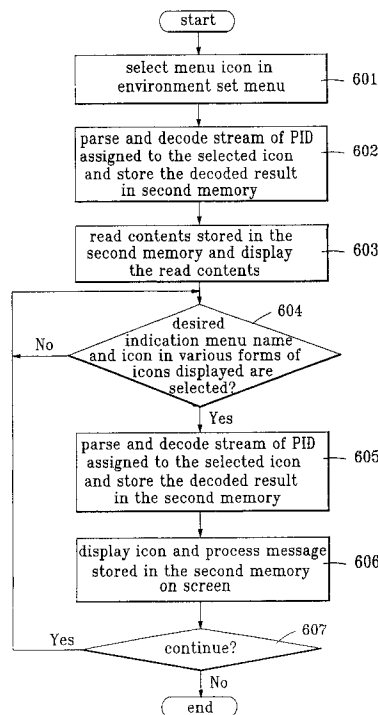 start
select menu icon in
environment set menu
601
parse and decode stream of PID
assigned to the selected icon
and store the decoded result
in second memory
602
read contents stored in the
second memory and display
the read contents
603
604
desired
indication menu name
and icon in various forms of
icons displayed are
selected?
No
Yes
parse and decode stream of PID
assigned to the selected icon
and store the decoded result
in the second memory
605
display icon and process message
stored in the second memory
on screen
606
607
Yes
continue?
No
end